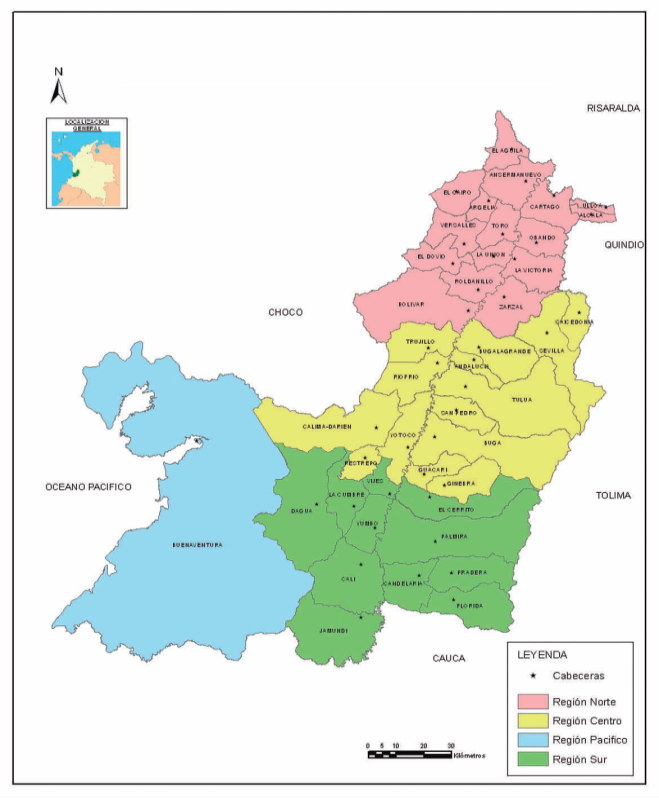 N
LOCALIZACION
GENERAL
RISARALDA
EL AGUILA
ANSERMANUEVO
EL CAIRO
ARGELIA
CARTAGO
ULLOA
ALCALA
VERSALLES
TORO
OBANDO
QUINDIO
EL DOVIO
LA UNION
LA VICTORIA
ROLDANILLO
BOLIVAR
ZARZAL
CHOCO
CAICEDONIA
TRUJILLO
BUGALAGRANDE
SEVILLA
ANDALUCIA
RIOFRIO
TULUA
SAN PEDRO
CALIMA-DARIEN
YOTOCO
BUGA
RESTREPO
GUACARI
VIJES
GINEBRA
OCEANO PACIFICO
LA CUMBRE
TOLIMA
DAGUA
EL CERRITO
YUMBO
PALMIRA
BUENAVENTURA
CALI
CANDELARIA
PRADERA
FLORIDA
JAMUNDI
CAUCA
LEYENDA
Cabeceras
Región Norte
Región Centro
Región Pacifico
Región Sur
0 5 10 20 30
Kilómetros